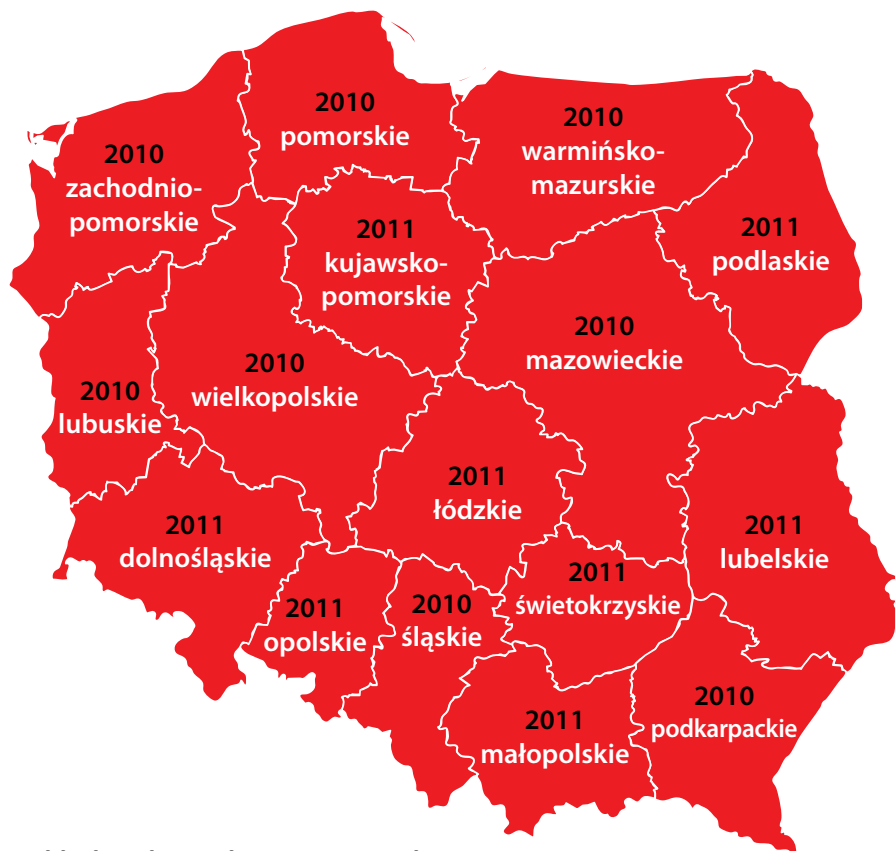 2010
pomorskie
2010
warmińsko-
mazurskie
2010
zachodnio-
pomorskie
2011
kujawsko-
pomorskie
2011
podlaskie
2010
mazowieckie
2010
wielkopolskie
2010
lubuskie
2011
łódzkie
2011
dolnośląskie
2011
lubelskie
2011
świetokrzyskie
2011
opolskie
2010
śląskie
2010
podkarpackie
2011
małopolskie